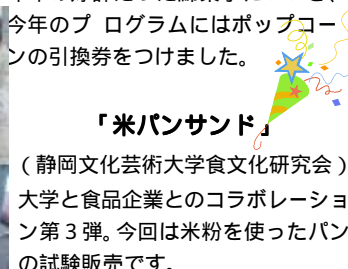 今年のプ ログラムにはポップコー
ンの引換券をつけました。
「米パンサンド」
(静岡文化芸術大学食文化研究会)
大学と食品企業とのコラボレーショ
ン第3弾。今回は米粉を使ったパン
の試験販売です。